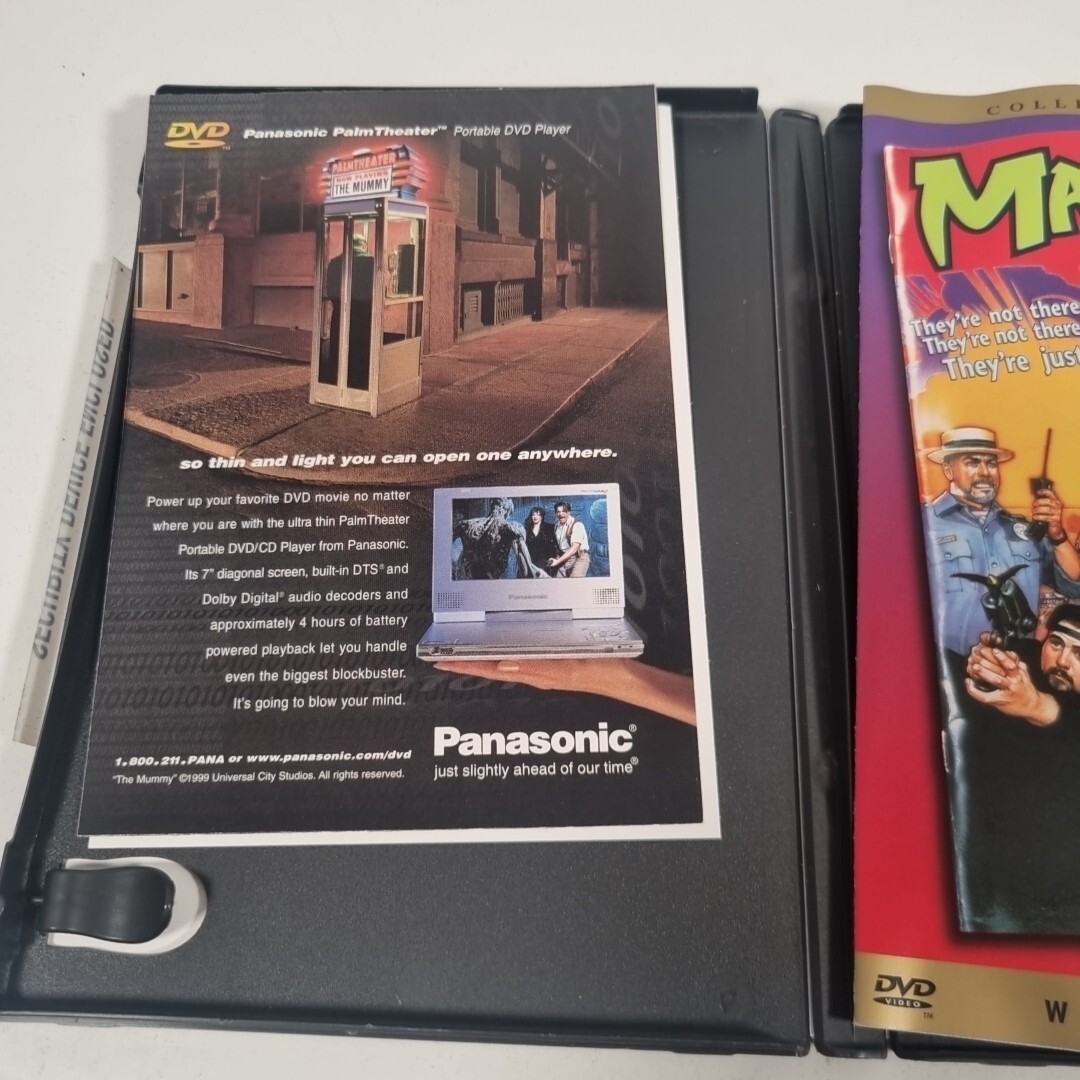 DVD™ Panasonic PalmTheater™ Portable DVD Player
PALMTHEATER
NOW PLAYING
THE MUMMY
so thin and light you can open one anywhere.
Power up your favorite DVD movie no matter
where you are with the ultra thin PalmTheater
Portable DVD/CD Player from Panasonic.
Its 7" diagonal screen, built-in DTS® and
Dolby Digital® audio decoders and
approximately 4 hours of battery
powered playback let you handle
even the biggest blockbuster.
It's going to blow your mind.
Panasonic
Panasonic®
just slightly ahead of our time®
1.800.211.PANA or www.panasonic.com/dvd
"The Mummy" ©1999 Universal City Studios. All rights reserved.
SECURITY DEVICE ENCLOSED
COLLE
MA
They're not there
They're not there
They're just
DVD
VIDEO™
W